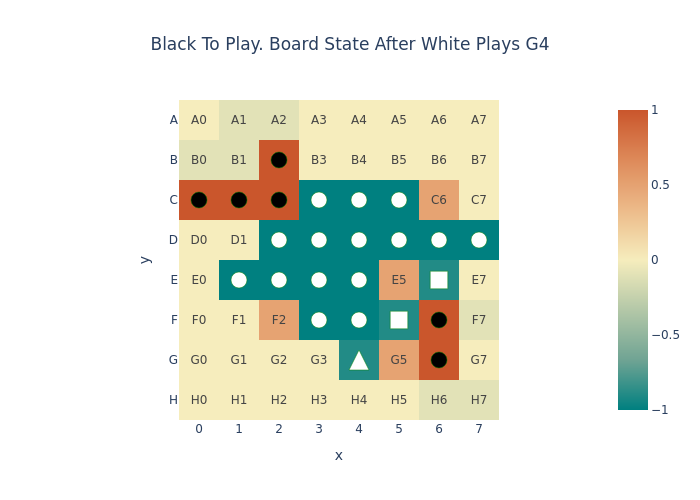 Black To Play. Board State After White Plays G4
A A0 A1 A2 A3 A4 A5 A6 A7
B B0 B1 B3 B4 B5 B6 B7
C C6 C7
D D0 D1
E E0 E5 E7
F F0 F1 F2 F7
G G0 G1 G2 G3 G5 G7
H H0 H1 H2 H3 H4 H5 H6 H7
0 1 2 3 4 5 6 7
x
y
1
0.5
0
−0.5
−1